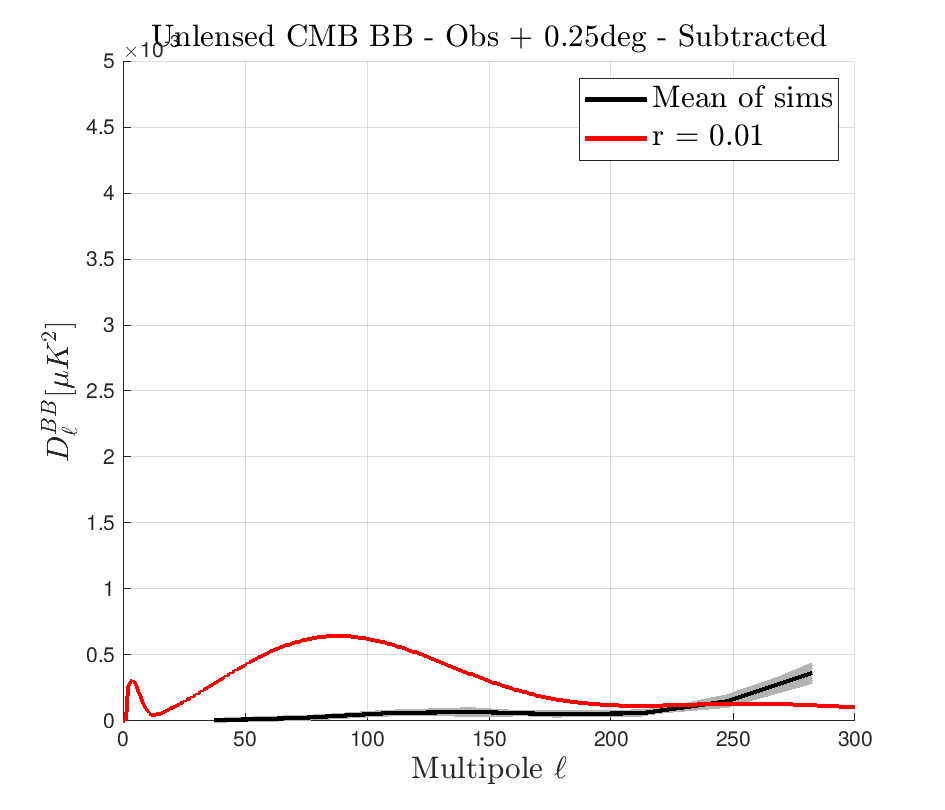 Unlensed CMB BB - Obs + 0.25deg - Subtracted
×10⁻³
5
4.5
4
3.5
3
2.5
2
1.5
1
0.5
0
Mean of sims
r = 0.01
D_ℓ^{BB}[μK²]
0 50 100 150 200 250 300
Multipole ℓ